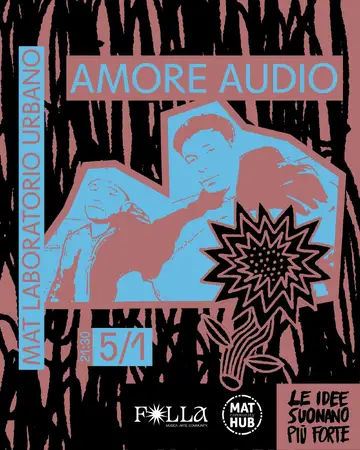 AMORE AUDIO
MAT LABORATORIO URBANO
21:30
5/1
FOLLA
MUSICA ARTE COMMUNITY
MAT
HUB
LE IDEE
SUONANO
PIÙ FORTE